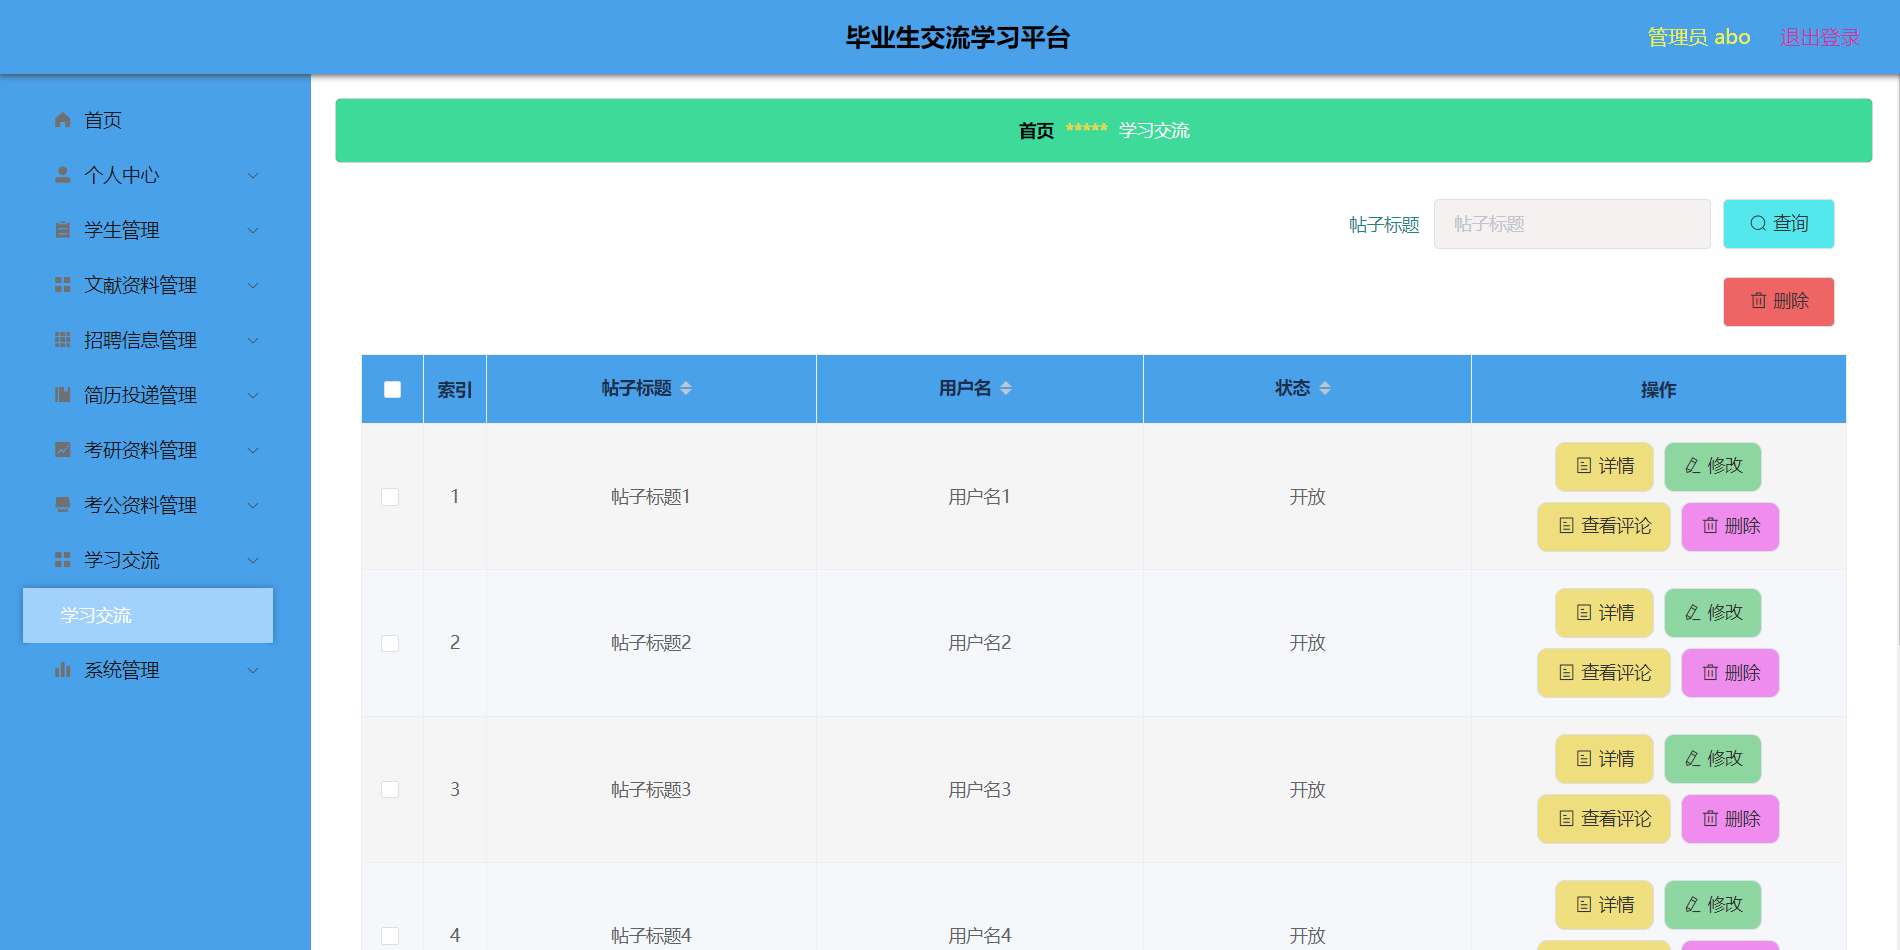 毕业生交流学习平台
管理员 abo
退出登录
首页
个人中心
学生管理
文献资料管理
招聘信息管理
简历投递管理
考研资料管理
考公资料管理
学习交流
学习交流
系统管理
首页 ***** 学习交流
帖子标题 帖子标题 查询
删除
索引 帖子标题 用户名 状态 操作
1 帖子标题1 用户名1 开放
详情 修改
查看评论 删除
2 帖子标题2 用户名2 开放
详情 修改
查看评论 删除
3 帖子标题3 用户名3 开放
详情 修改
查看评论 删除
4 帖子标题4 用户名4 开放
详情 修改